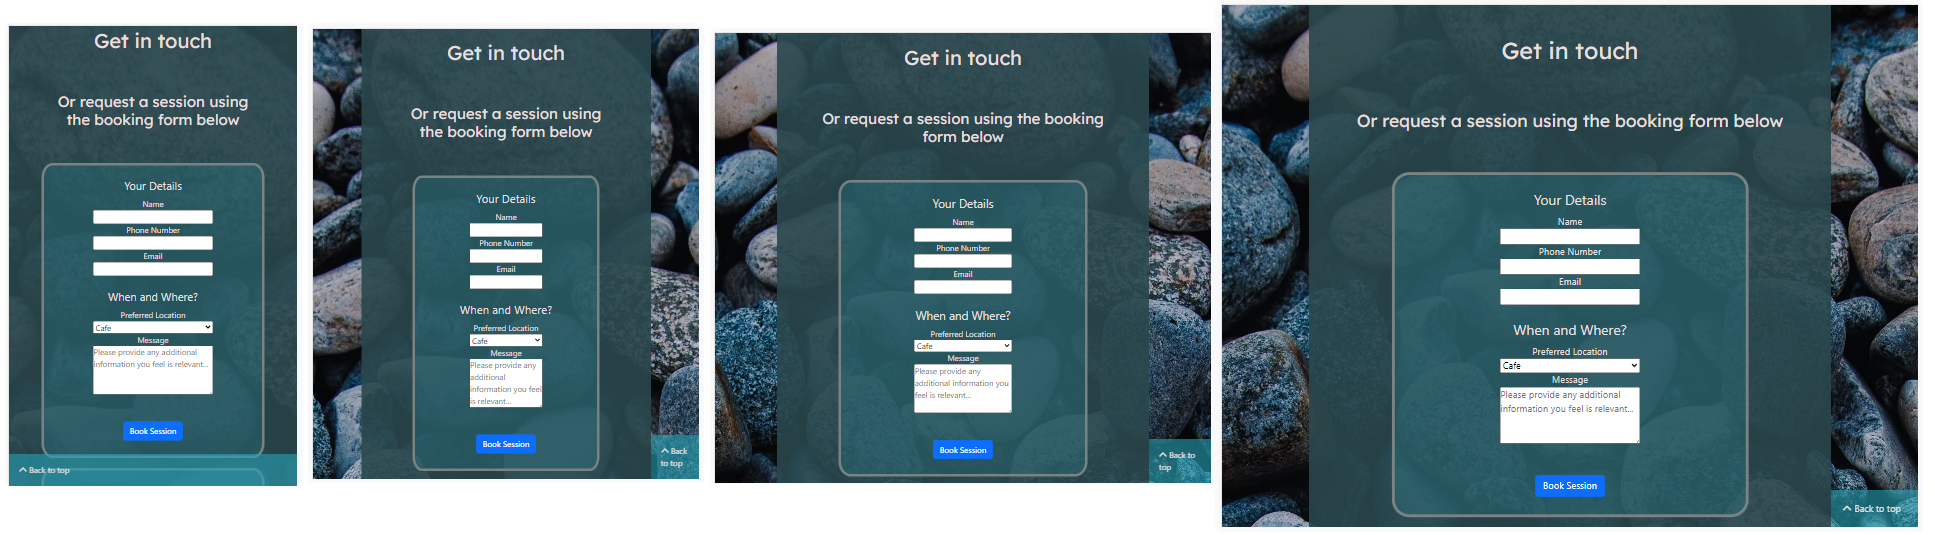 Get in touch
Or request a session using
the booking form below
Your Details
Name
Phone Number
Email
When and Where?
Preferred Location
Cafe
Message
Please provide any additional
information you feel is relevant...
Book Session
Back to top
Get in touch
Or request a session using
the booking form below
Your Details
Name
Phone Number
Email
When and Where?
Preferred Location
Cafe
Message
Please provide any
additional
information you feel
is relevant...
Book Session
Back
to top
Get in touch
Or request a session using the booking
form below
Your Details
Name
Phone Number
Email
When and Where?
Preferred Location
Cafe
Message
Please provide any
additional information you
feel is relevant...
Book Session
Back to
top
Get in touch
Or request a session using the booking form below
Your Details
Name
Phone Number
Email
When and Where?
Preferred Location
Cafe
Message
Please provide any additional
information you feel is relevant...
Book Session
Back to top